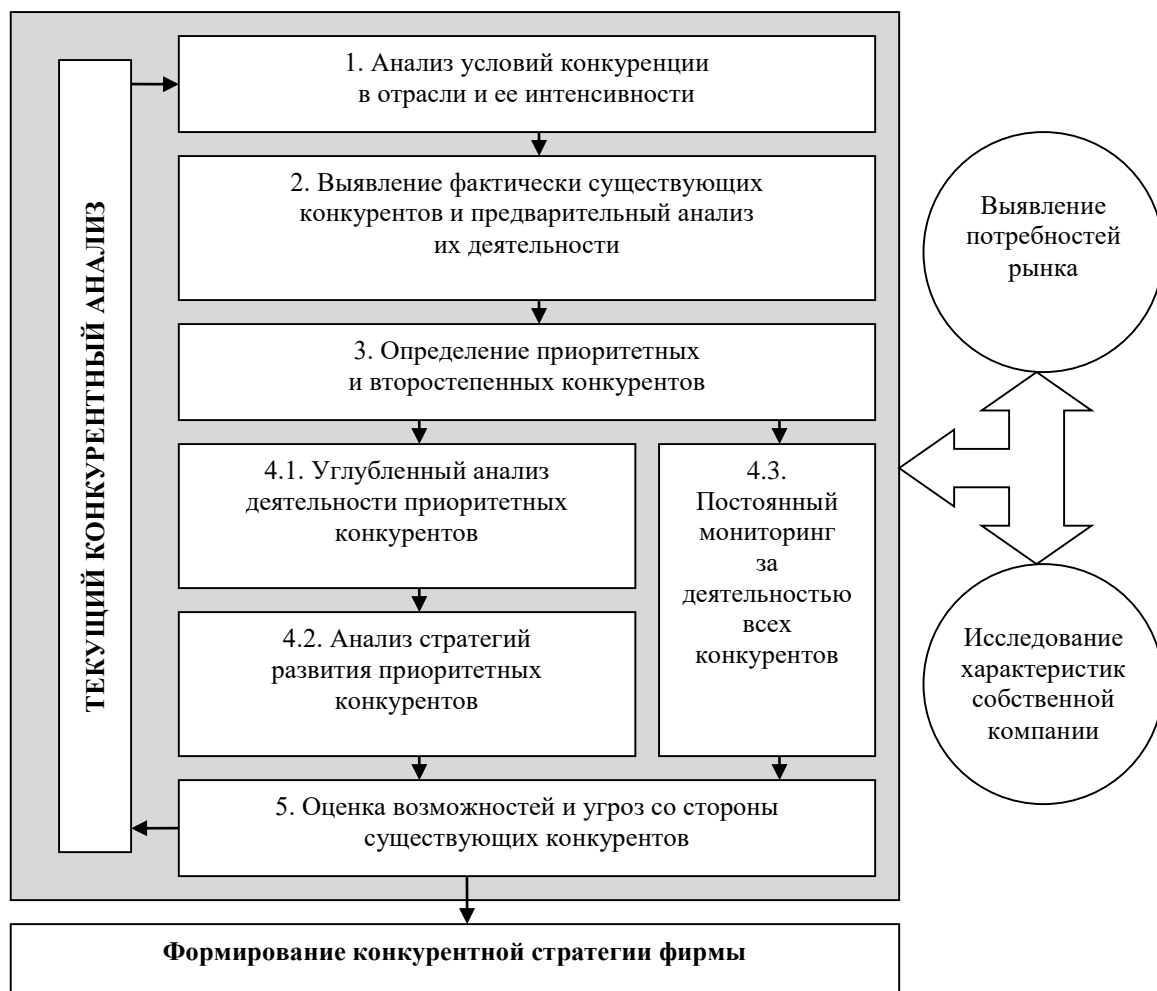 ТЕКУЩИЙ КОНКУРЕНТНЫЙ АНАЛИЗ
1. Анализ условий конкуренции
в отрасли и ее интенсивности
2. Выявление фактически существующих
конкурентов и предварительный анализ
их деятельности
3. Определение приоритетных
и второстепенных конкурентов
4.1. Углубленный анализ
деятельности приоритетных
конкурентов
4.2. Анализ стратегий
развития приоритетных
конкурентов
4.3.
Постоянный
мониторинг
за
деятельностью
всех
конкурентов
5. Оценка возможностей и угроз со стороны
существующих конкурентов
Формирование конкурентной стратегии фирмы
Выявление
потребностей
рынка
Исследование
характеристик
собственной
компании